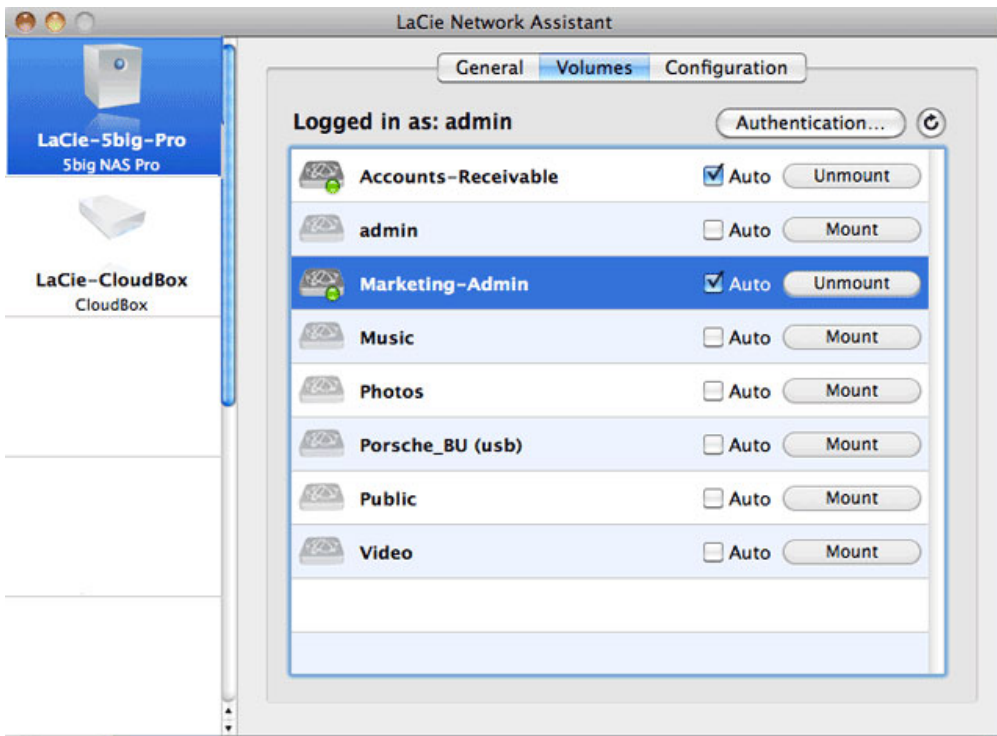 LaCie Network Assistant
LaCie-5big-Pro
5big NAS Pro
LaCie-CloudBox
CloudBox
General Volumes Configuration
Logged in as: admin Authentication...
Accounts-Receivable Auto Unmount
admin Auto Mount
Marketing-Admin Auto Unmount
Music Auto Mount
Photos Auto Mount
Porsche_BU (usb) Auto Mount
Public Auto Mount
Video Auto Mount